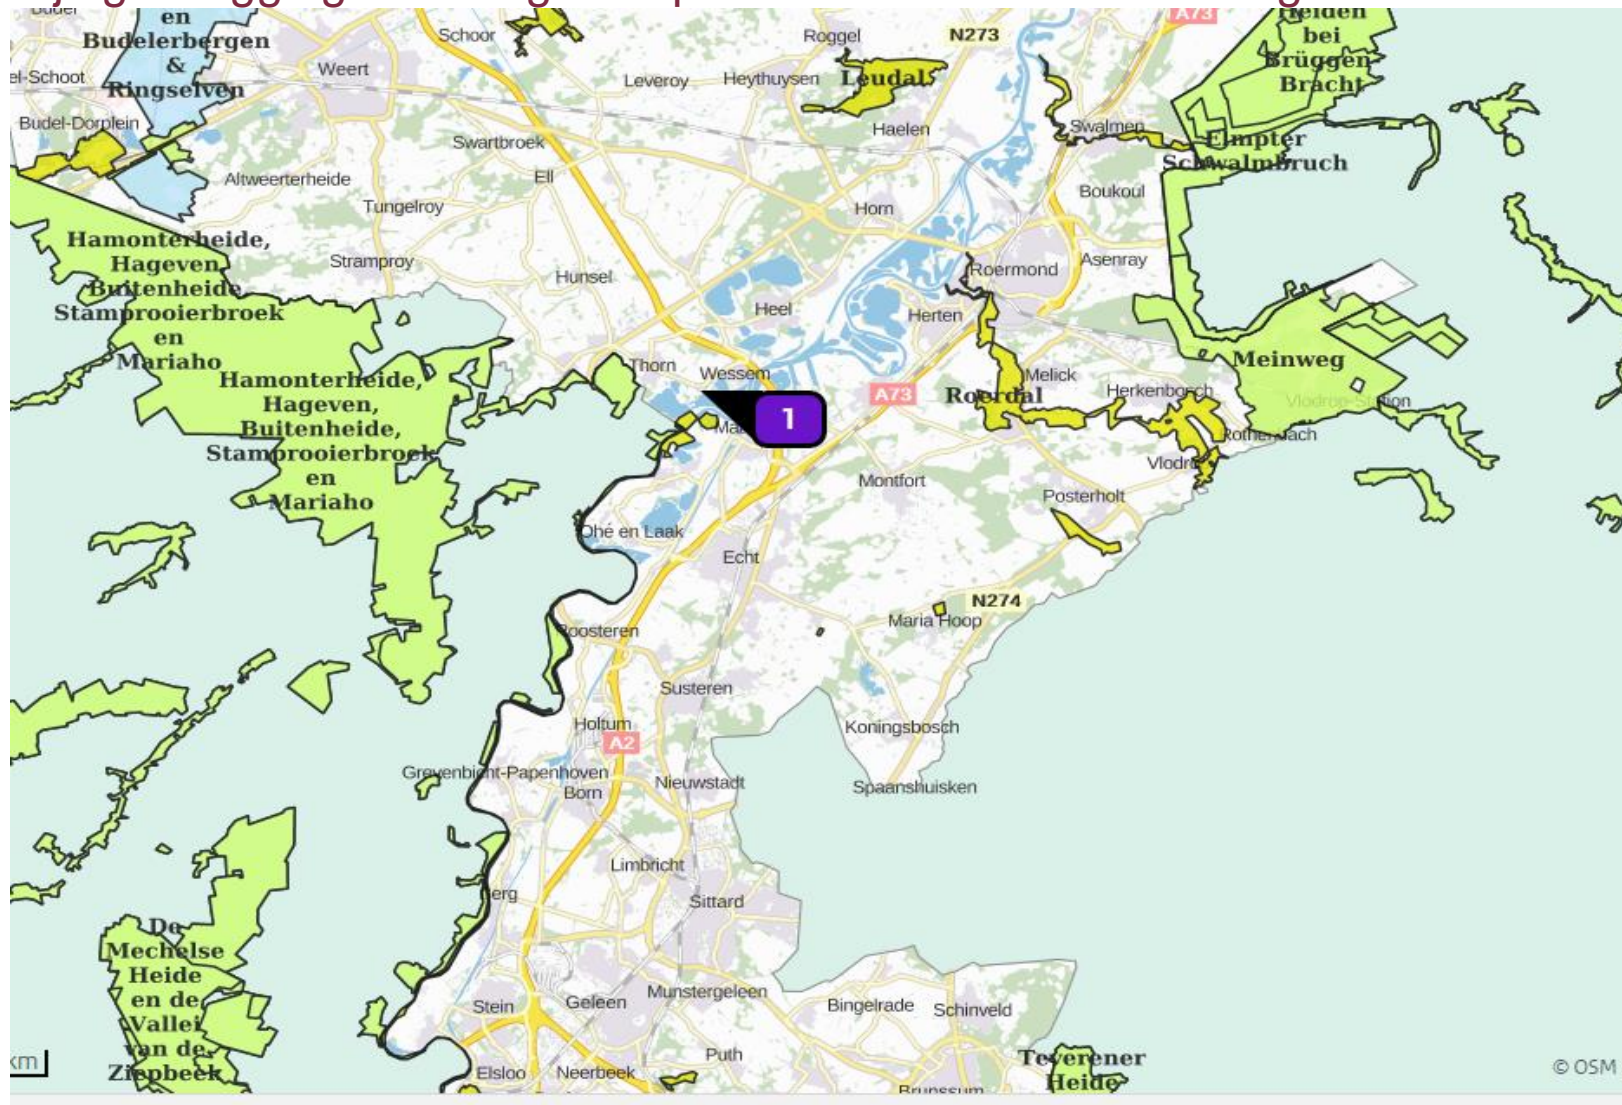 en
Budelerbergen
&
Ringselven
Schoor
N273
Roggel
A73
Heiden
bei
Brüggen
Bracht
el-Schoot
Weert
Leveroy
Heythuysen
Leudal
Budel-Dorplein
Swartbroek
Haelen
Swalmen
Elmpter
Schwalmbruch
Altweerterheide
Ell
Boukoul
Tungelroy
Horn
Hamonterheide,
Hageven,
Buitenheide,
Stamprooierbroek
en
Mariaho
Stramproy
Hunsel
Roermond
Asenray
Heel
Herten
Thorn
Wessem
Meinweg
Hamonterheide,
Hageven,
Buitenheide,
Stamprooierbroek
en
Mariaho
A73
Roerdal
Melick
Herkenbosch
Vlodrop-Station
1
Ma
Rothenbach
Vlodro
Montfort
Posterholt
Ohé en Laak
Echt
N274
Maria Hoop
Roosteren
Susteren
Holtum
A2
Koningsbosch
Grevenbicht-Papenhoven
Born
Nieuwstadt
Spaanshuisken
Limbricht
Berg
Sittard
De
Mechelse
Heide
en de
Vallei
van de
Ziepbeek
Stein
Geleen
Munstergeleen
Bingelrade
Schinveld
km
Elsloo
Neerbeek
Puth
Teverener
Heide
Brunssum
© OSM